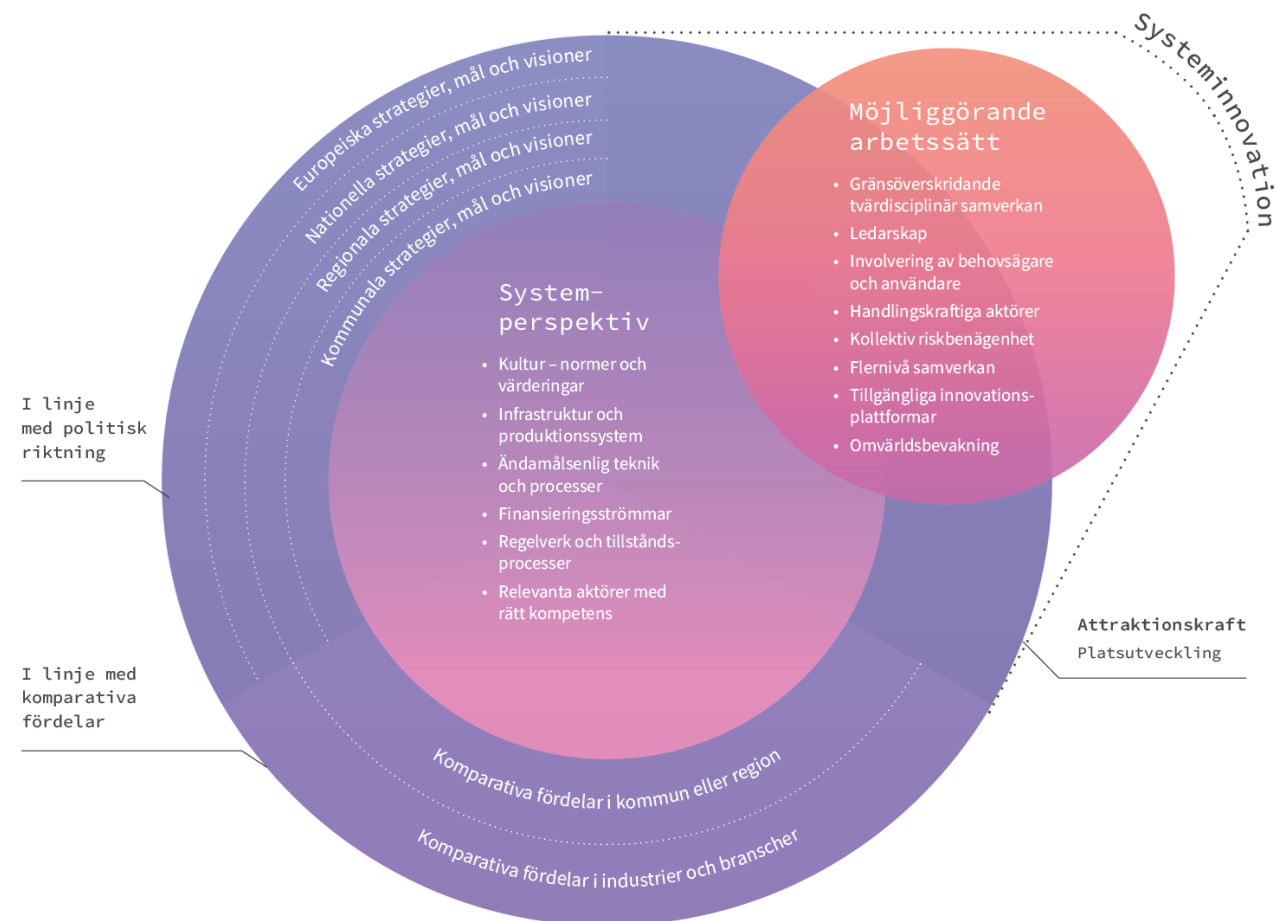 Systeminnovation
Europeiska strategier, mål och visioner
Nationella strategier, mål och visioner
Regionala strategier, mål och visioner
Kommunala strategier, mål och visioner
Möjliggörande
arbetssätt
• Gränsöverskridande
tvärdisciplinär samverkan
• Ledarskap
• Involvering av behovsägare
och användare
• Handlingskraftiga aktörer
• Kollektiv riskbenägenhet
• Flernivå samverkan
• Tillgängliga innovations-
plattformar
• Omvärldsbevakning
System–
perspektiv
• Kultur – normer och
värderingar
• Infrastruktur och
produktionssystem
• Ändamålsenlig teknik
och processer
• Finansieringsströmmar
• Regelverk och tillstånds-
processer
• Relevanta aktörer med
rätt kompetens
I linje
med politisk
riktning
I linje med
komparativa
fördelar
Attraktionskraft
Platsutveckling
Komparativa fördelar i kommun eller region
Komparativa fördelar i industrier och branscher